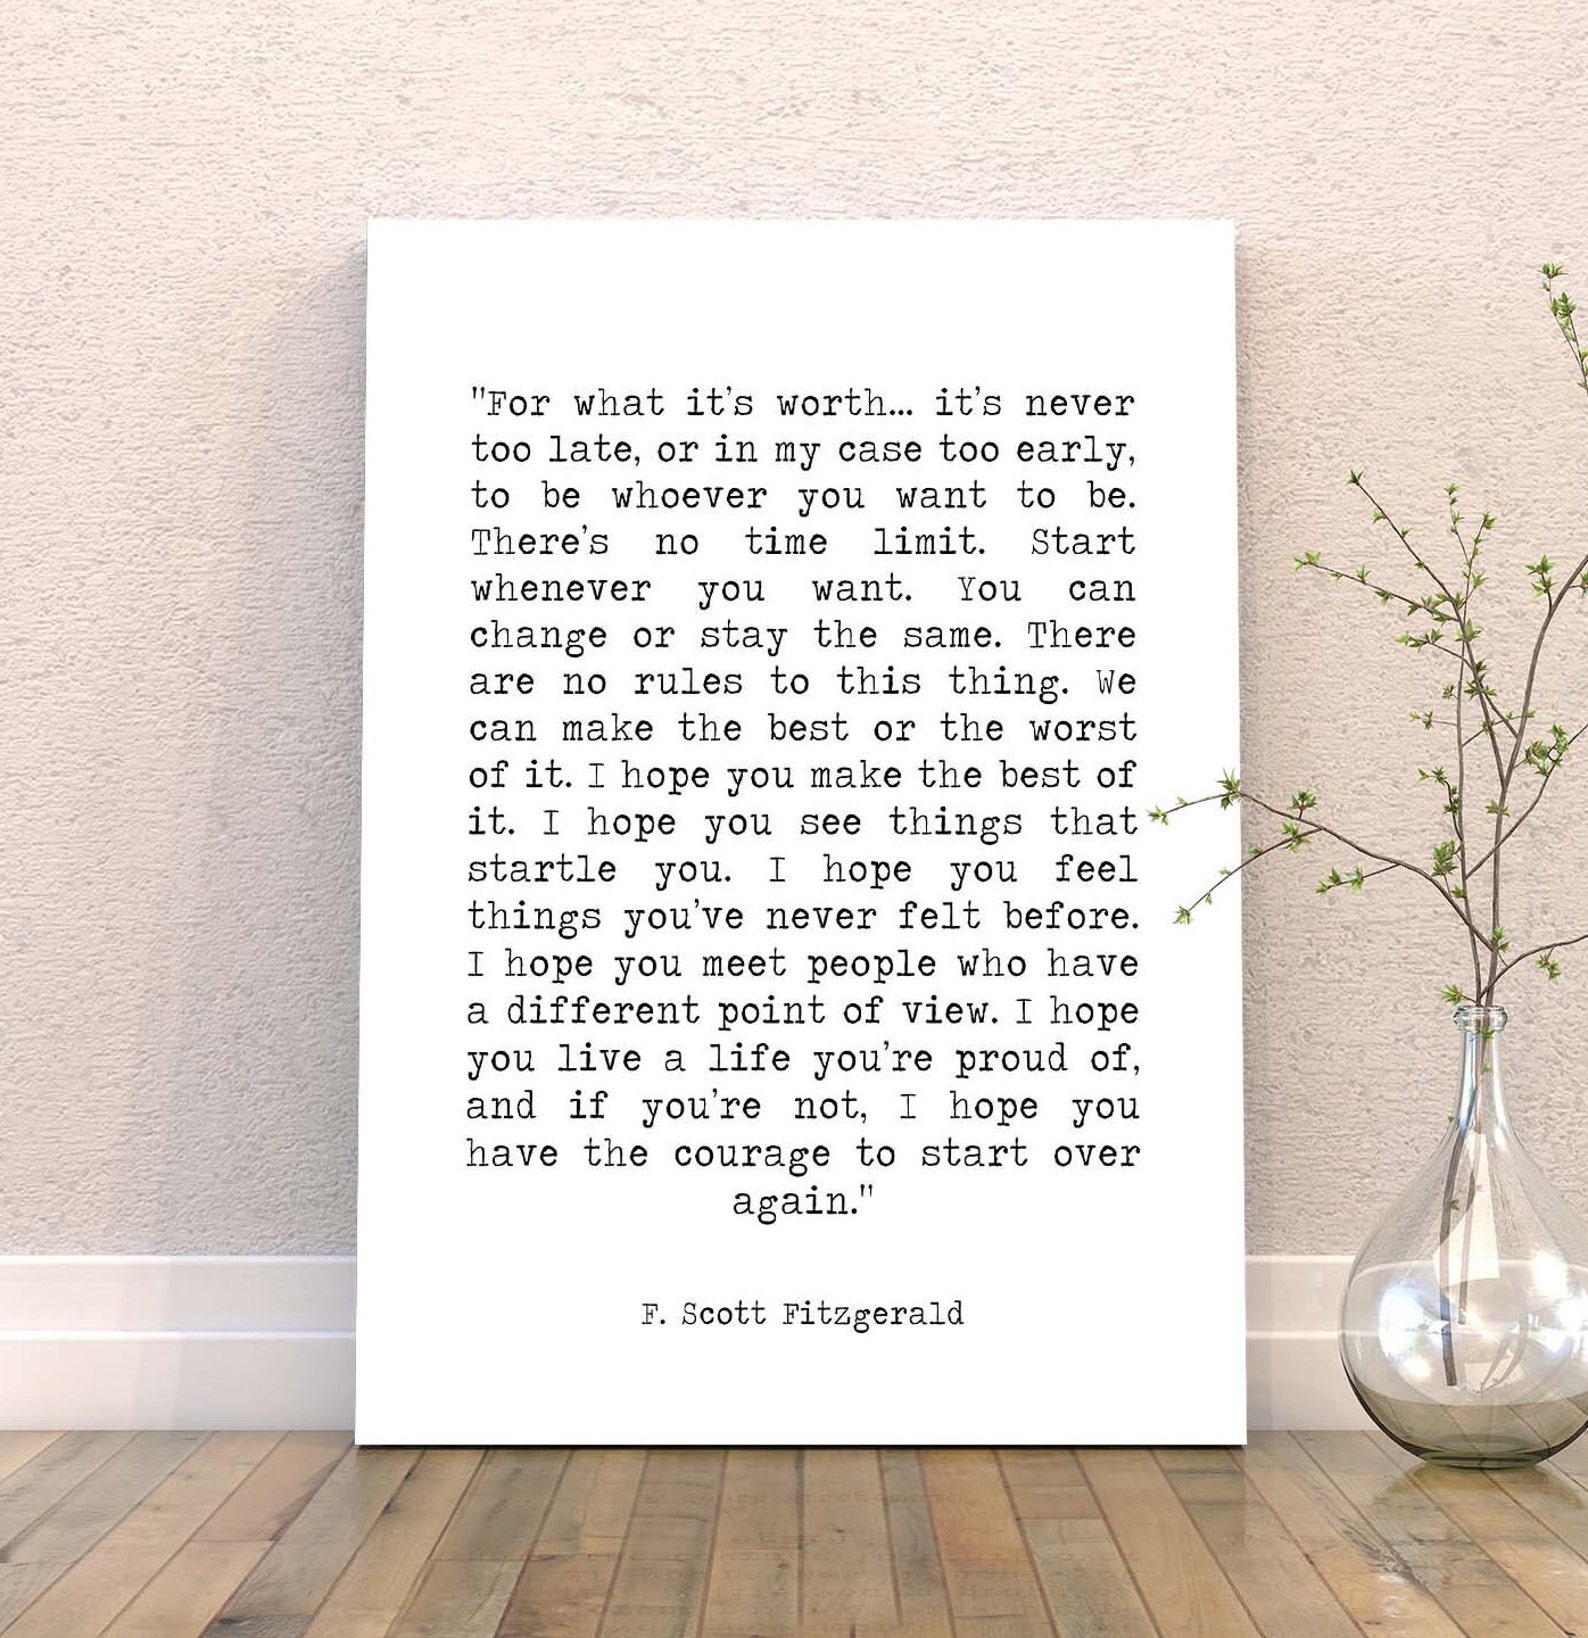 "For what it's worth... it's never
too late, or in my case too early,
to be whoever you want to be.
There's no time limit. Start
whenever you want. You can
change or stay the same. There
are no rules to this thing. We
can make the best or the worst
of it. I hope you make the best of
it. I hope you see things that
startle you. I hope you feel
things you've never felt before.
I hope you meet people who have
a different point of view. I hope
you live a life you're proud of,
and if you're not, I hope you
have the courage to start over
again."
F. Scott Fitzgerald